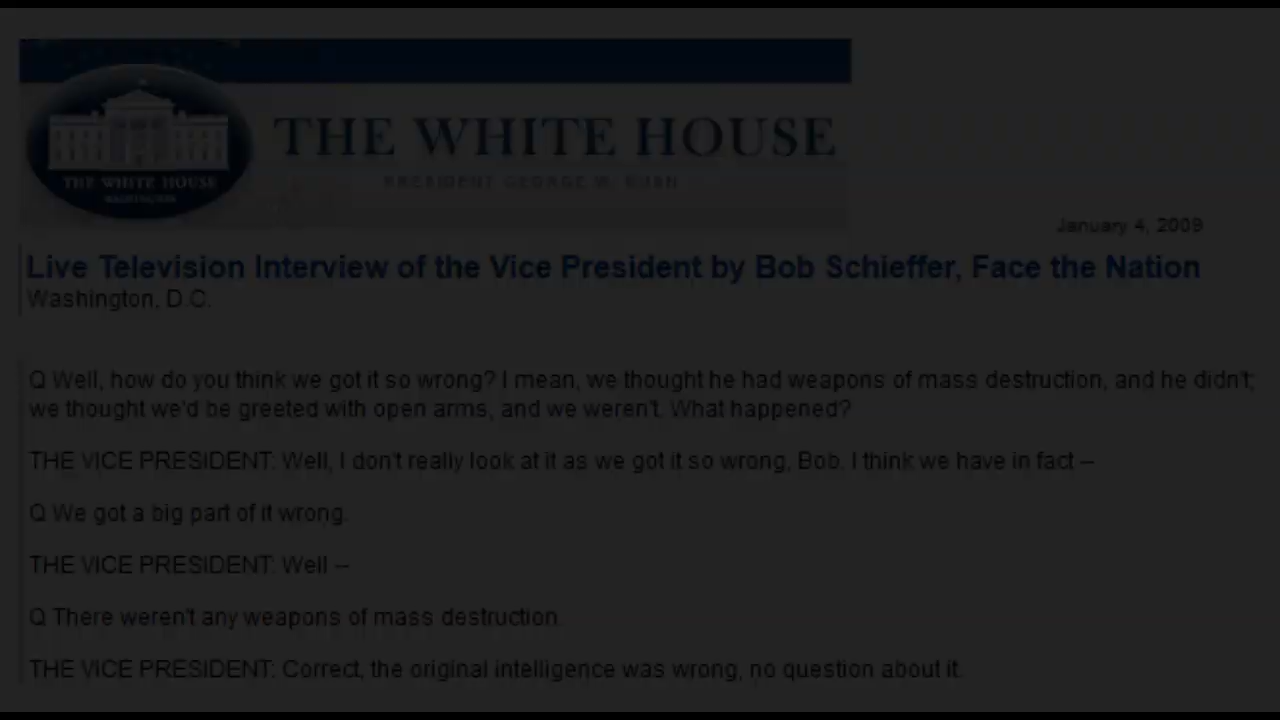 THE WHITE HOUSE
PRESIDENT GEORGE W. BUSH
THE WHITE HOUSE
WASHINGTON
January 4, 2009
Live Television Interview of the Vice President by Bob Schieffer, Face the Nation
Washington, D.C.
Q Well, how do you think we got it so wrong? I mean, we thought he had weapons of mass destruction, and he didn't;
we thought we'd be greeted with open arms, and we weren't. What happened?
THE VICE PRESIDENT: Well, I don't really look at it as we got it so wrong, Bob. I think we have in fact --
Q We got a big part of it wrong.
THE VICE PRESIDENT: Well --
Q There weren't any weapons of mass destruction.
THE VICE PRESIDENT: Correct, the original intelligence was wrong, no question about it.